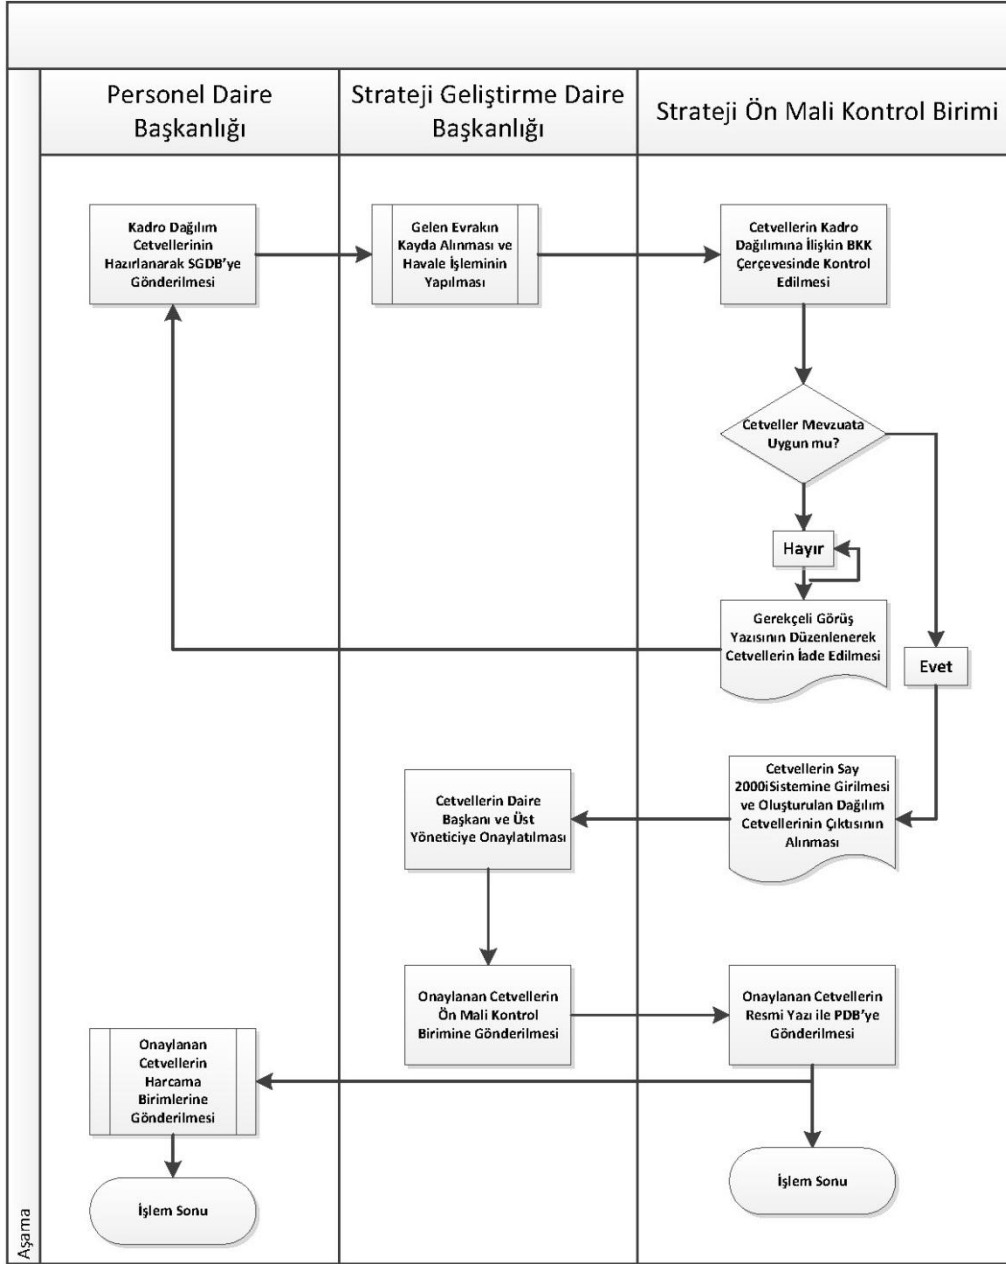 Personel Daire
Başkanlığı
Strateji Geliştirme Daire
Başkanlığı
Strateji Ön Mali Kontrol Birimi
Kadro Dağılım
Cetvellerinin
Hazırlanarak SGDB'ye
Gönderilmesi
Gelen Evrakın
Kayda Alınması ve
Havale İşleminin
Yapılması
Cetvellerin Kadro
Dağılımına İlişkin BKK
Çerçevesinde Kontrol
Edilmesi
Cetveller Mevzuata
Uygun mu?
Hayır
Gerekçeli Görüş
Yazısının Düzenlenerek
Cetvellerin İade Edilmesi
Evet
Cetvellerin Say
2000iSistemine Girilmesi
ve Oluşturulan Dağılım
Cetvellerinin Çıktısının
Alınması
Cetvellerin Daire
Başkanı ve Üst
Yöneticiye Onaylatılması
Onaylanan Cetvellerin
Ön Mali Kontrol
Birimine Gönderilmesi
Onaylanan Cetvellerin
Resmi Yazı ile PDB'ye
Gönderilmesi
Onaylanan
Cetvellerin
Harcama
Birimlerine
Gönderilmesi
İşlem Sonu
İşlem Sonu
Aşama